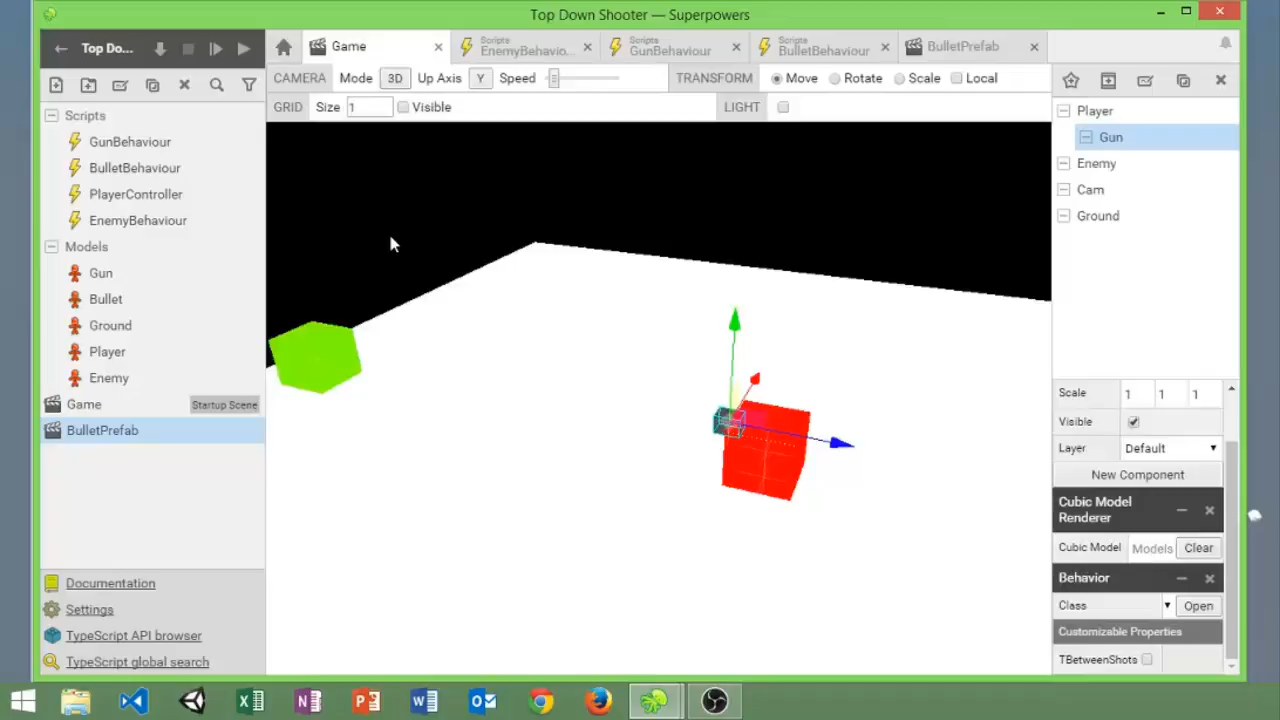 Top Down Shooter — Superpowers
Top Do...
Game
Scripts
EnemyBehavio...
Scripts
GunBehaviour
Scripts
BulletBehaviour
BulletPrefab
CAMERA Mode 3D Up Axis Y Speed TRANSFORM Move Rotate Scale Local
GRID Size 1 Visible LIGHT
Scripts
GunBehaviour
BulletBehaviour
PlayerController
EnemyBehaviour
Models
Gun
Bullet
Ground
Player
Enemy
Game Startup Scene
BulletPrefab
Documentation
Settings
TypeScript API browser
TypeScript global search
Player
Gun
Enemy
Cam
Ground
Scale 1 1 1
Visible
Layer Default
New Component
Cubic Model
Renderer
Cubic Model Models Clear
Behavior
Class Open
Customizable Properties
TBetweenShots